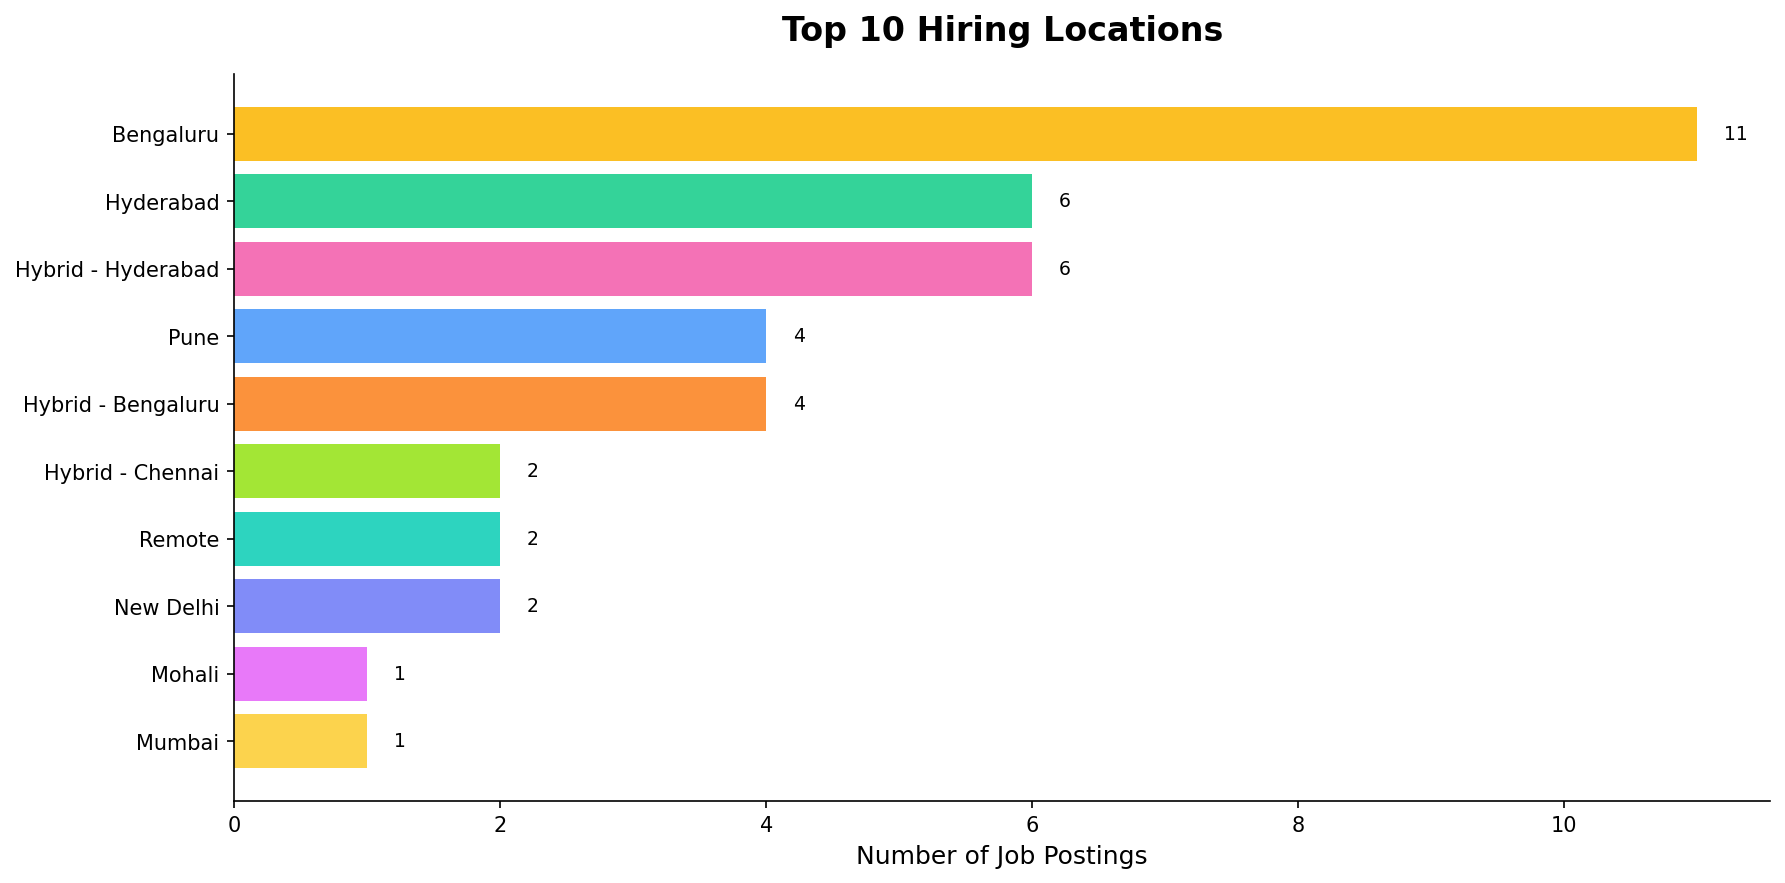 Top 10 Hiring Locations
Bengaluru 11
Hyderabad 6
Hybrid - Hyderabad 6
Pune 4
Hybrid - Bengaluru 4
Hybrid - Chennai 2
Remote 2
New Delhi 2
Mohali 1
Mumbai 1
0 2 4 6 8 10
Number of Job Postings